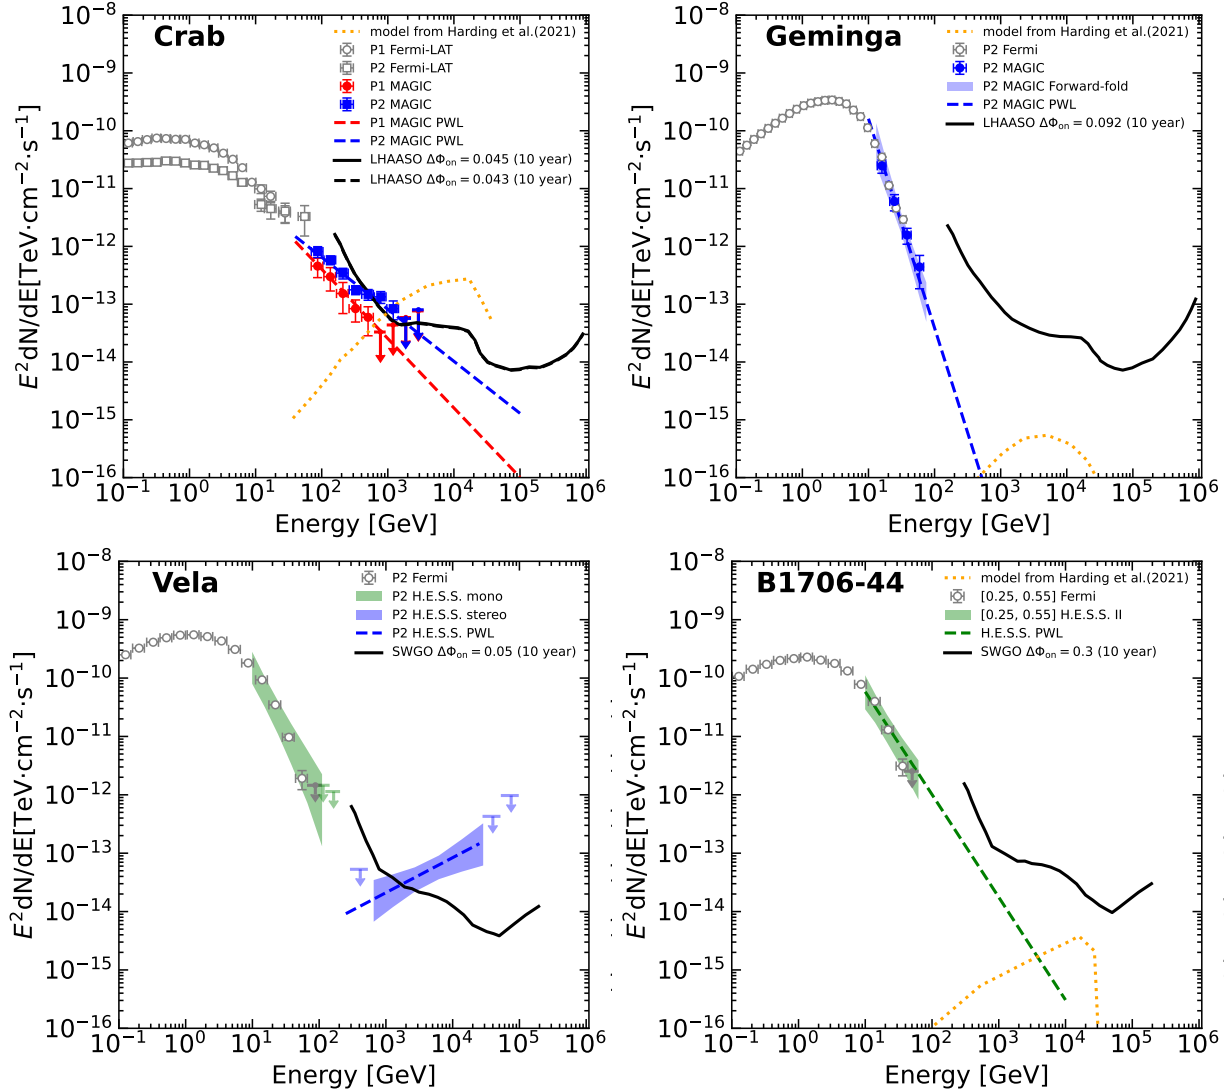 Crab
model from Harding et al.(2021)
P1 Fermi-LAT
P2 Fermi-LAT
P1 MAGIC
P2 MAGIC
P1 MAGIC PWL
P2 MAGIC PWL
LHAASO ΔΦon = 0.045 (10 year)
LHAASO ΔΦon = 0.043 (10 year)
10⁻⁸
10⁻⁹
10⁻¹⁰
10⁻¹¹
10⁻¹²
10⁻¹³
10⁻¹⁴
10⁻¹⁵
10⁻¹⁶
E²dN/dE[TeV·cm⁻²·s⁻¹]
10⁻¹ 10⁰ 10¹ 10² 10³ 10⁴ 10⁵ 10⁶
Energy [GeV]
Geminga
model from Harding et al.(2021)
P2 Fermi
P2 MAGIC
P2 MAGIC Forward-fold
P2 MAGIC PWL
LHAASO ΔΦon = 0.092 (10 year)
10⁻⁸
10⁻⁹
10⁻¹⁰
10⁻¹¹
10⁻¹²
10⁻¹³
10⁻¹⁴
10⁻¹⁵
10⁻¹⁶
E²dN/dE[TeV·cm⁻²·s⁻¹]
10⁻¹ 10⁰ 10¹ 10² 10³ 10⁴ 10⁵ 10⁶
Energy [GeV]
Vela
P2 Fermi
P2 H.E.S.S. mono
P2 H.E.S.S. stereo
P2 H.E.S.S. PWL
SWGO ΔΦon = 0.05 (10 year)
10⁻⁸
10⁻⁹
10⁻¹⁰
10⁻¹¹
10⁻¹²
10⁻¹³
10⁻¹⁴
10⁻¹⁵
10⁻¹⁶
E²dN/dE[TeV·cm⁻²·s⁻¹]
10⁻¹ 10⁰ 10¹ 10² 10³ 10⁴ 10⁵ 10⁶
Energy [GeV]
B1706-44
model from Harding et al.(2021)
[0.25, 0.55] Fermi
[0.25, 0.55] H.E.S.S. II
H.E.S.S. PWL
SWGO ΔΦon = 0.3 (10 year)
10⁻⁸
10⁻⁹
10⁻¹⁰
10⁻¹¹
10⁻¹²
10⁻¹³
10⁻¹⁴
10⁻¹⁵
10⁻¹⁶
E²dN/dE[TeV·cm⁻²·s⁻¹]
10⁻¹ 10⁰ 10¹ 10² 10³ 10⁴ 10⁵ 10⁶
Energy [GeV]